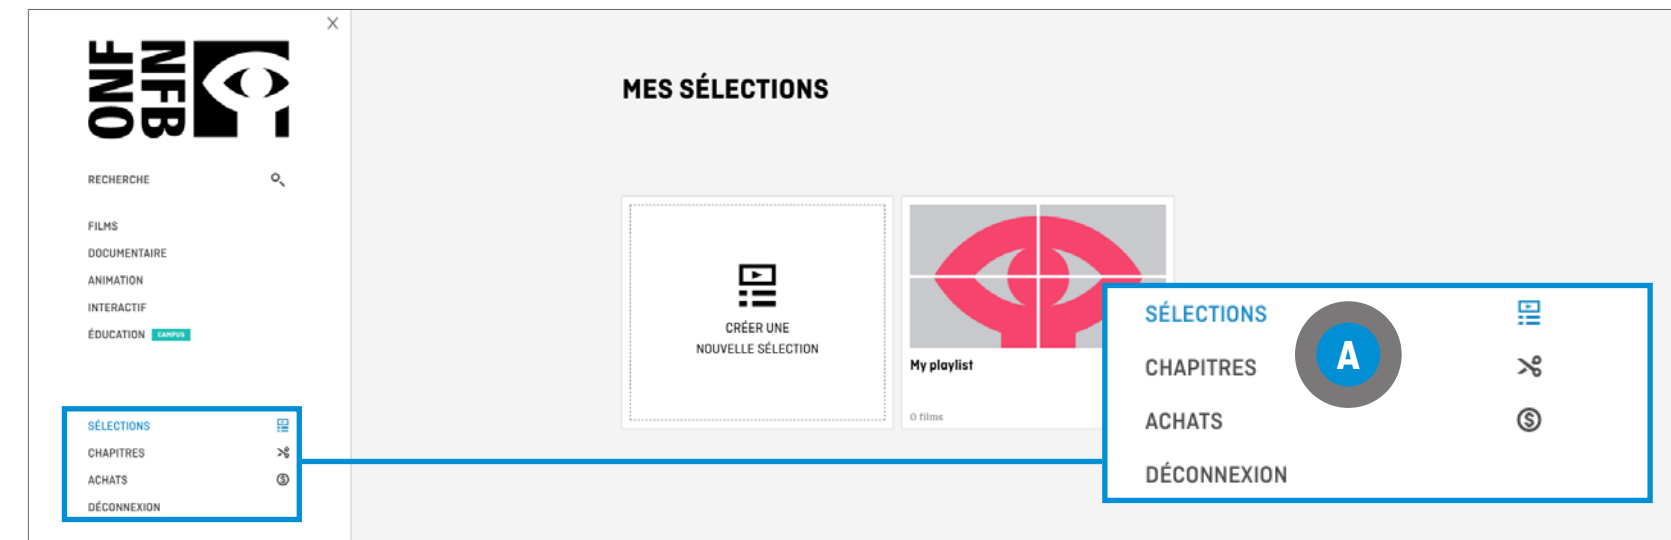 X
ONF
NFB
RECHERCHE
FILMS
DOCUMENTAIRE
ANIMATION
INTERACTIF
ÉDUCATION CAMPUS
SÉLECTIONS
CHAPITRES
ACHATS
DÉCONNEXION
MES SÉLECTIONS
CRÉER UNE
NOUVELLE SÉLECTION
My playlist
0 films
SÉLECTIONS
CHAPITRES
ACHATS
DÉCONNEXION
A